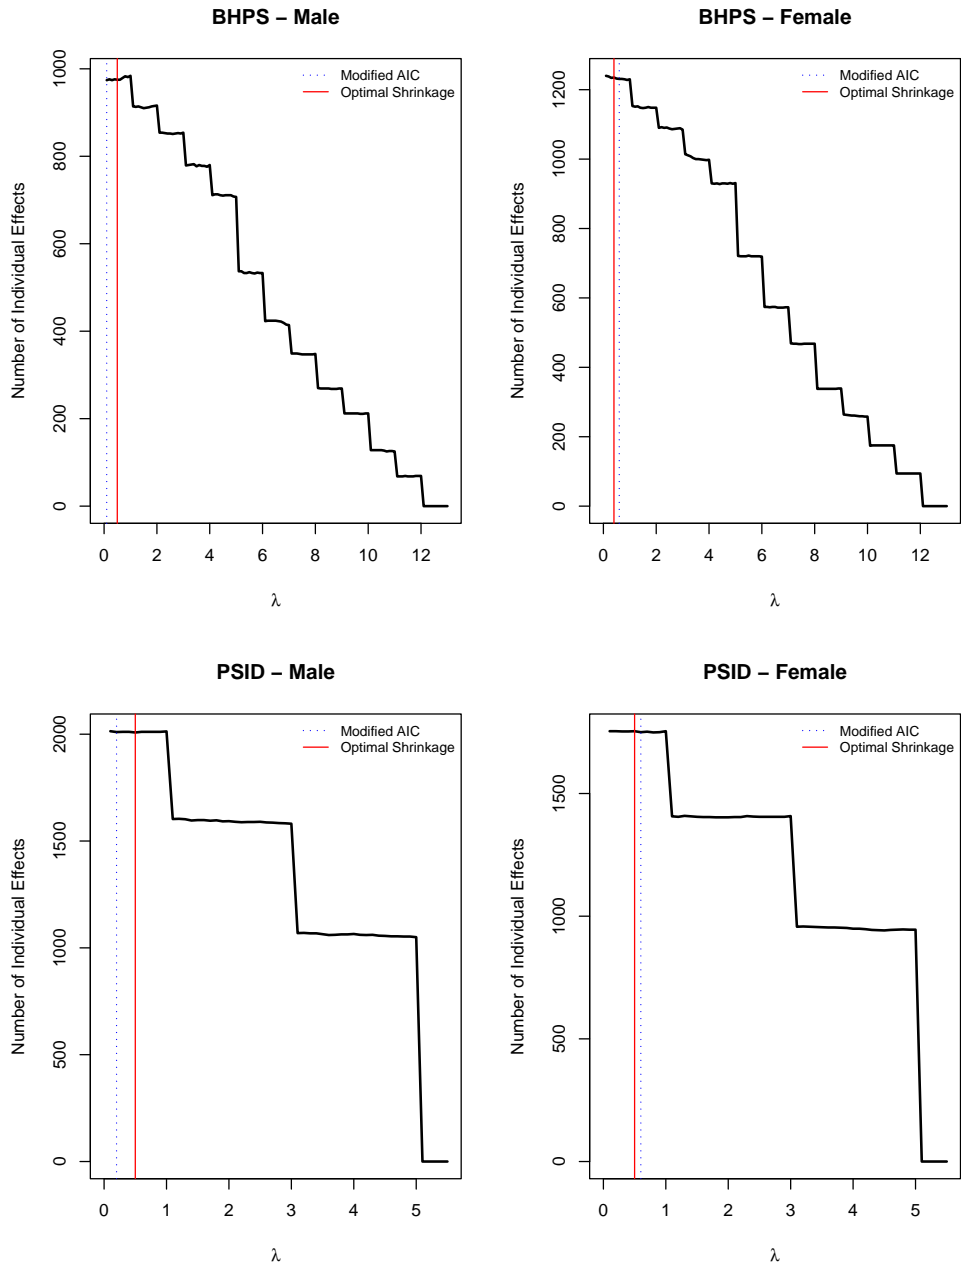 BHPS – Male
Number of Individual Effects
1000
800
600
400
200
0
Modified AIC
Optimal Shrinkage
0 2 4 6 8 10 12
λ
BHPS – Female
Number of Individual Effects
1200
1000
800
600
400
200
0
Modified AIC
Optimal Shrinkage
0 2 4 6 8 10 12
λ
PSID – Male
Number of Individual Effects
2000
1500
1000
500
0
Modified AIC
Optimal Shrinkage
0 1 2 3 4 5
λ
PSID – Female
Number of Individual Effects
1500
1000
500
0
Modified AIC
Optimal Shrinkage
0 1 2 3 4 5
λ